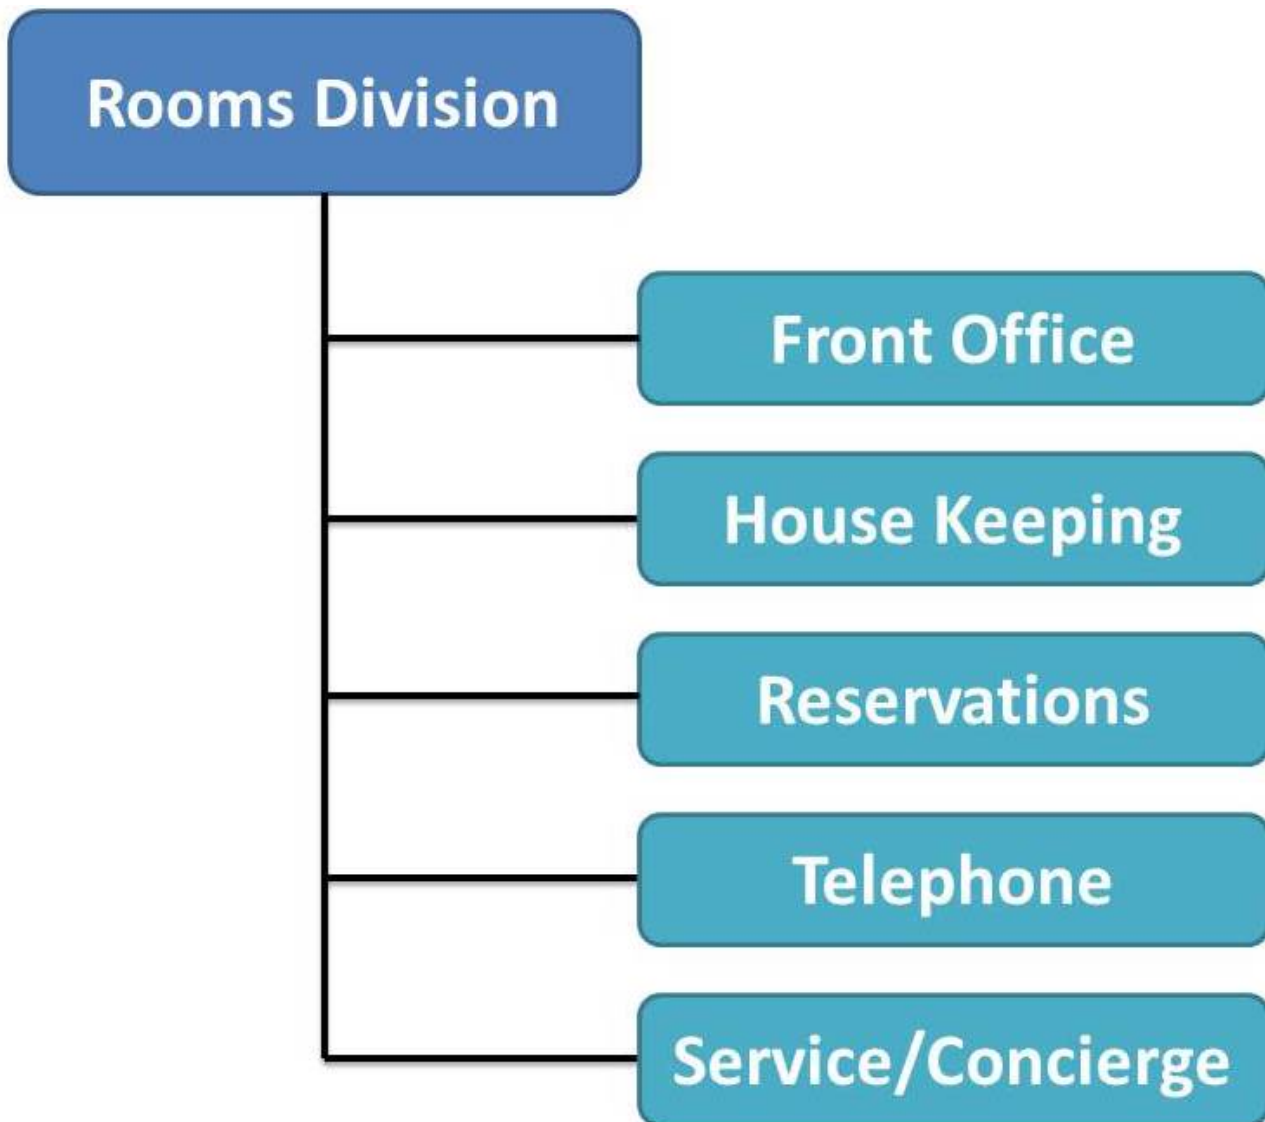 Rooms Division
Front Office
House Keeping
Reservations
Telephone
Service/Concierge